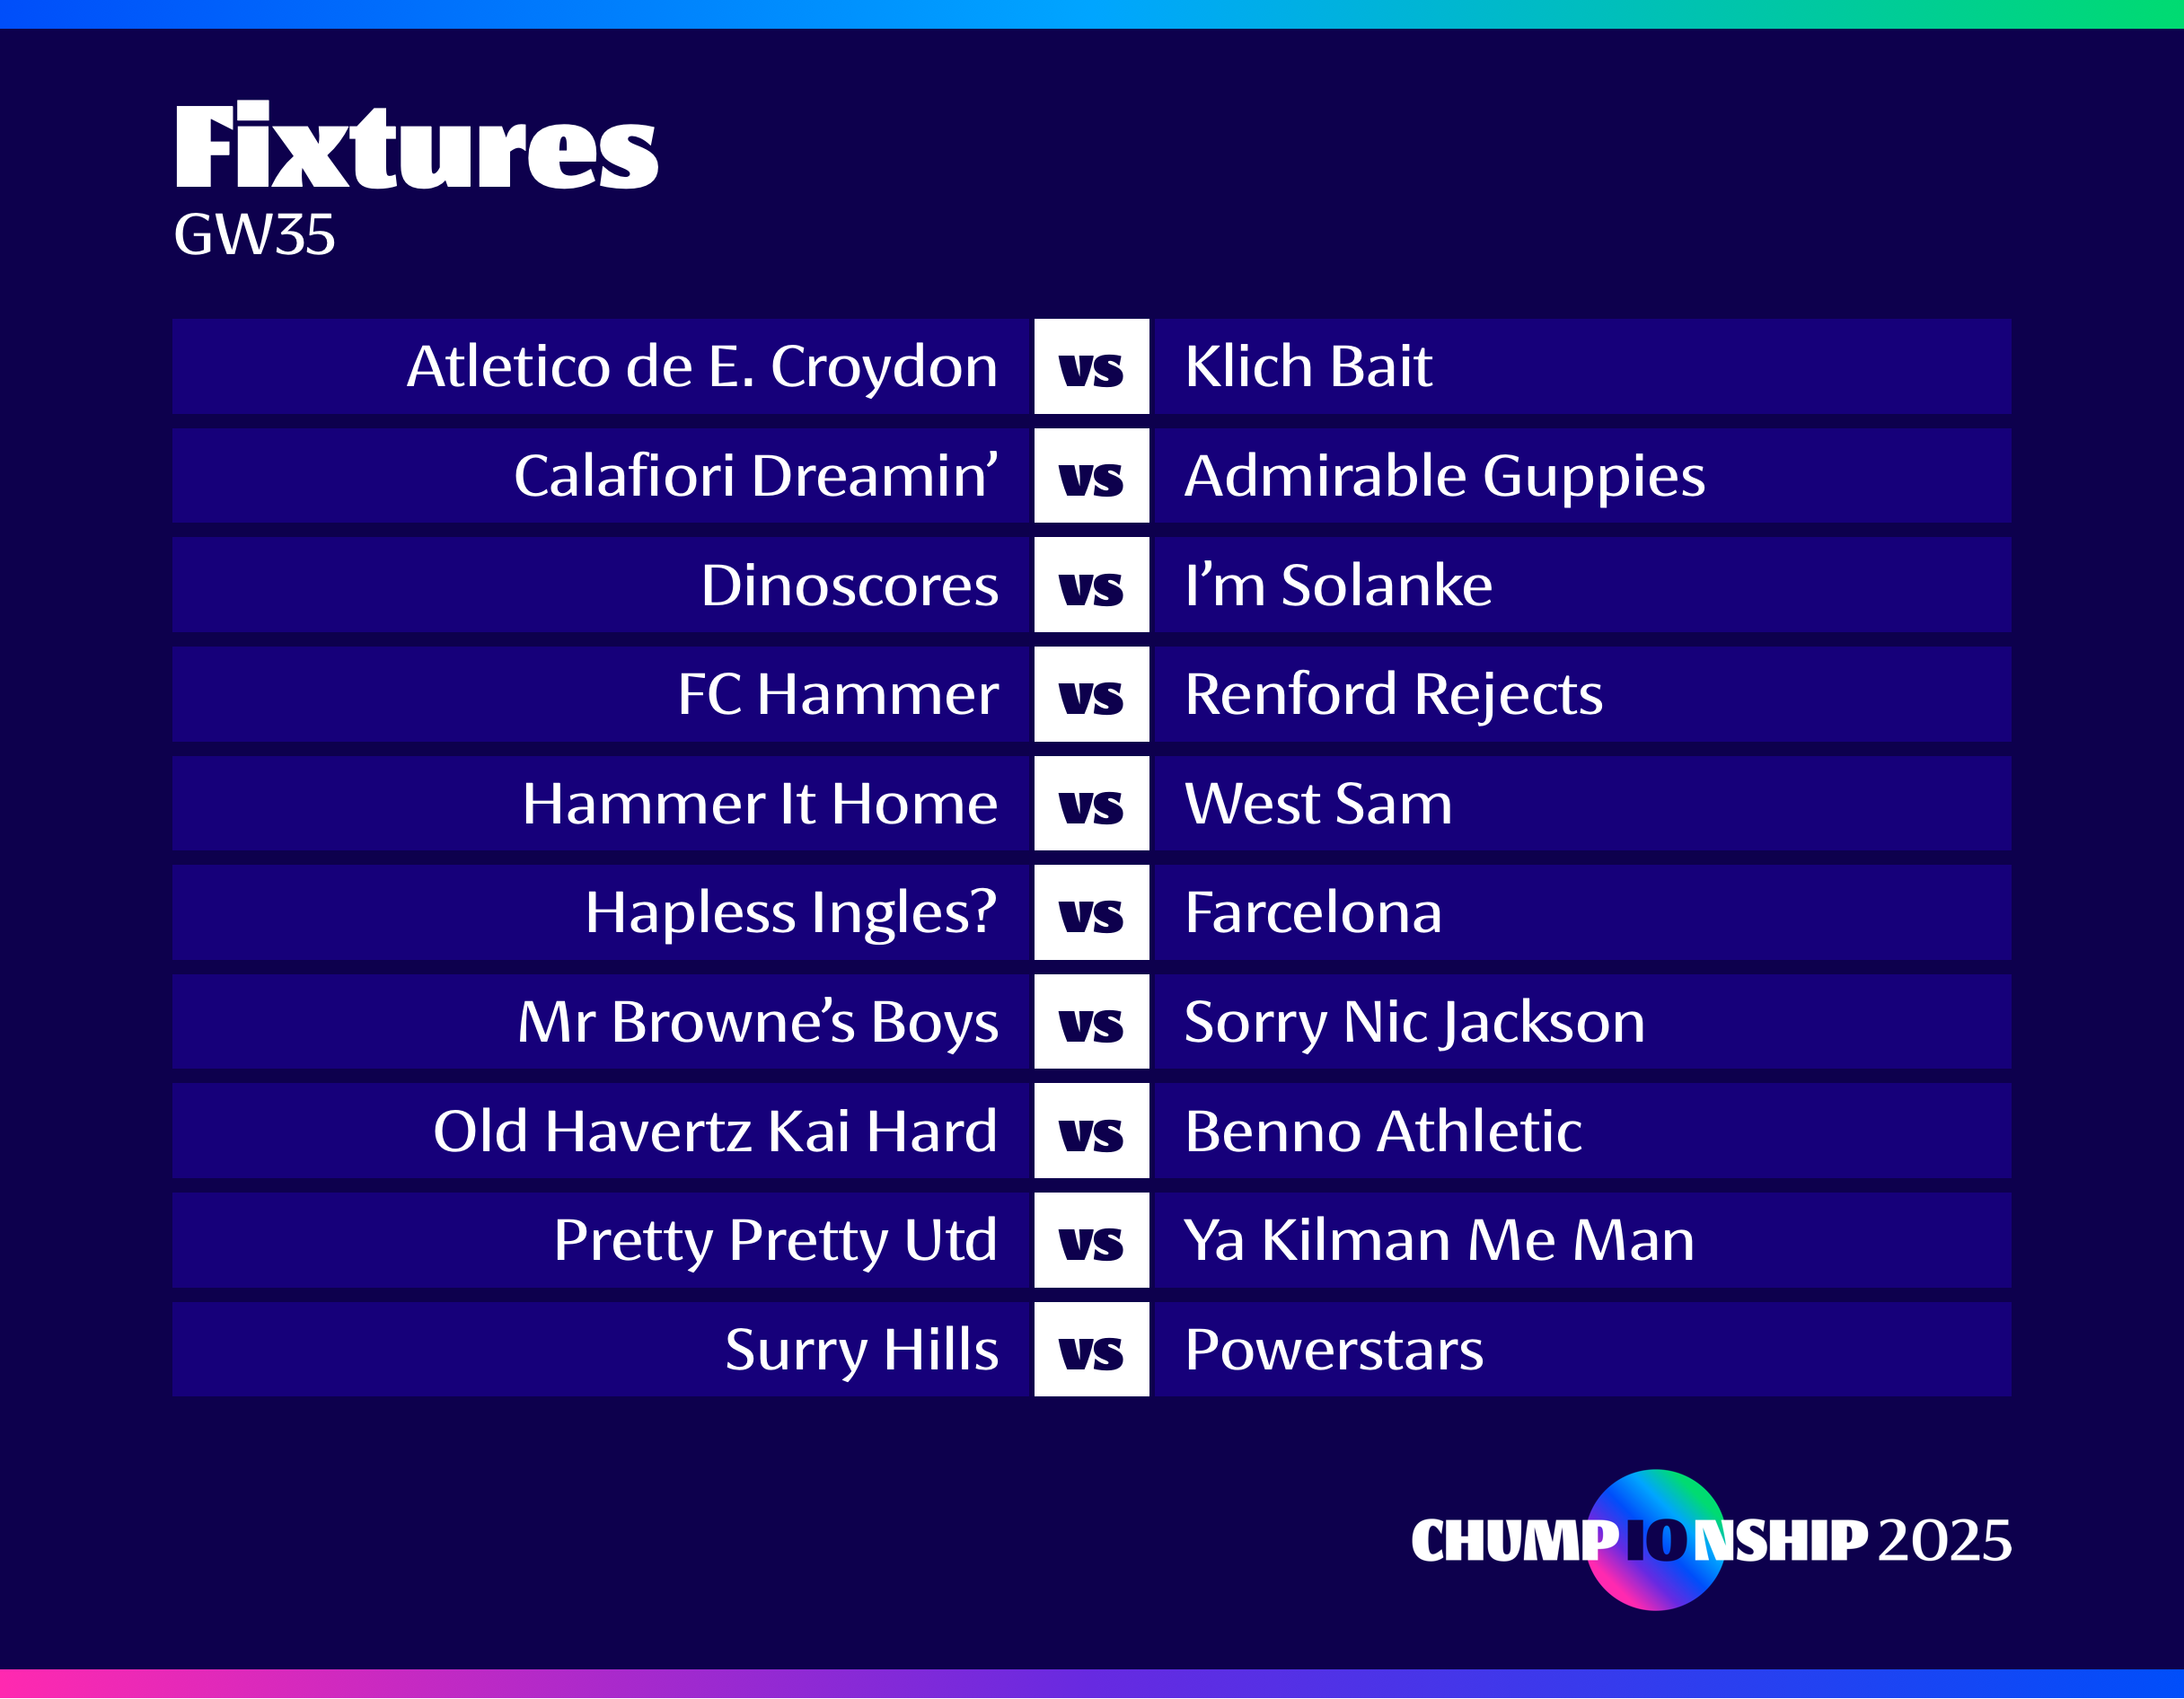 Fixtures
GW35
Atletico de E. Croydon vs Klich Bait
Calafiori Dreamin’ vs Admirable Guppies
Dinoscores vs I’m Solanke
FC Hammer vs Renford Rejects
Hammer It Home vs West Sam
Hapless Ingles? vs Farcelona
Mr Browne’s Boys vs Sorry Nic Jackson
Old Havertz Kai Hard vs Benno Athletic
Pretty Pretty Utd vs Ya Kilman Me Man
Surry Hills vs Powerstars
CHUMPIONSHIP 2025